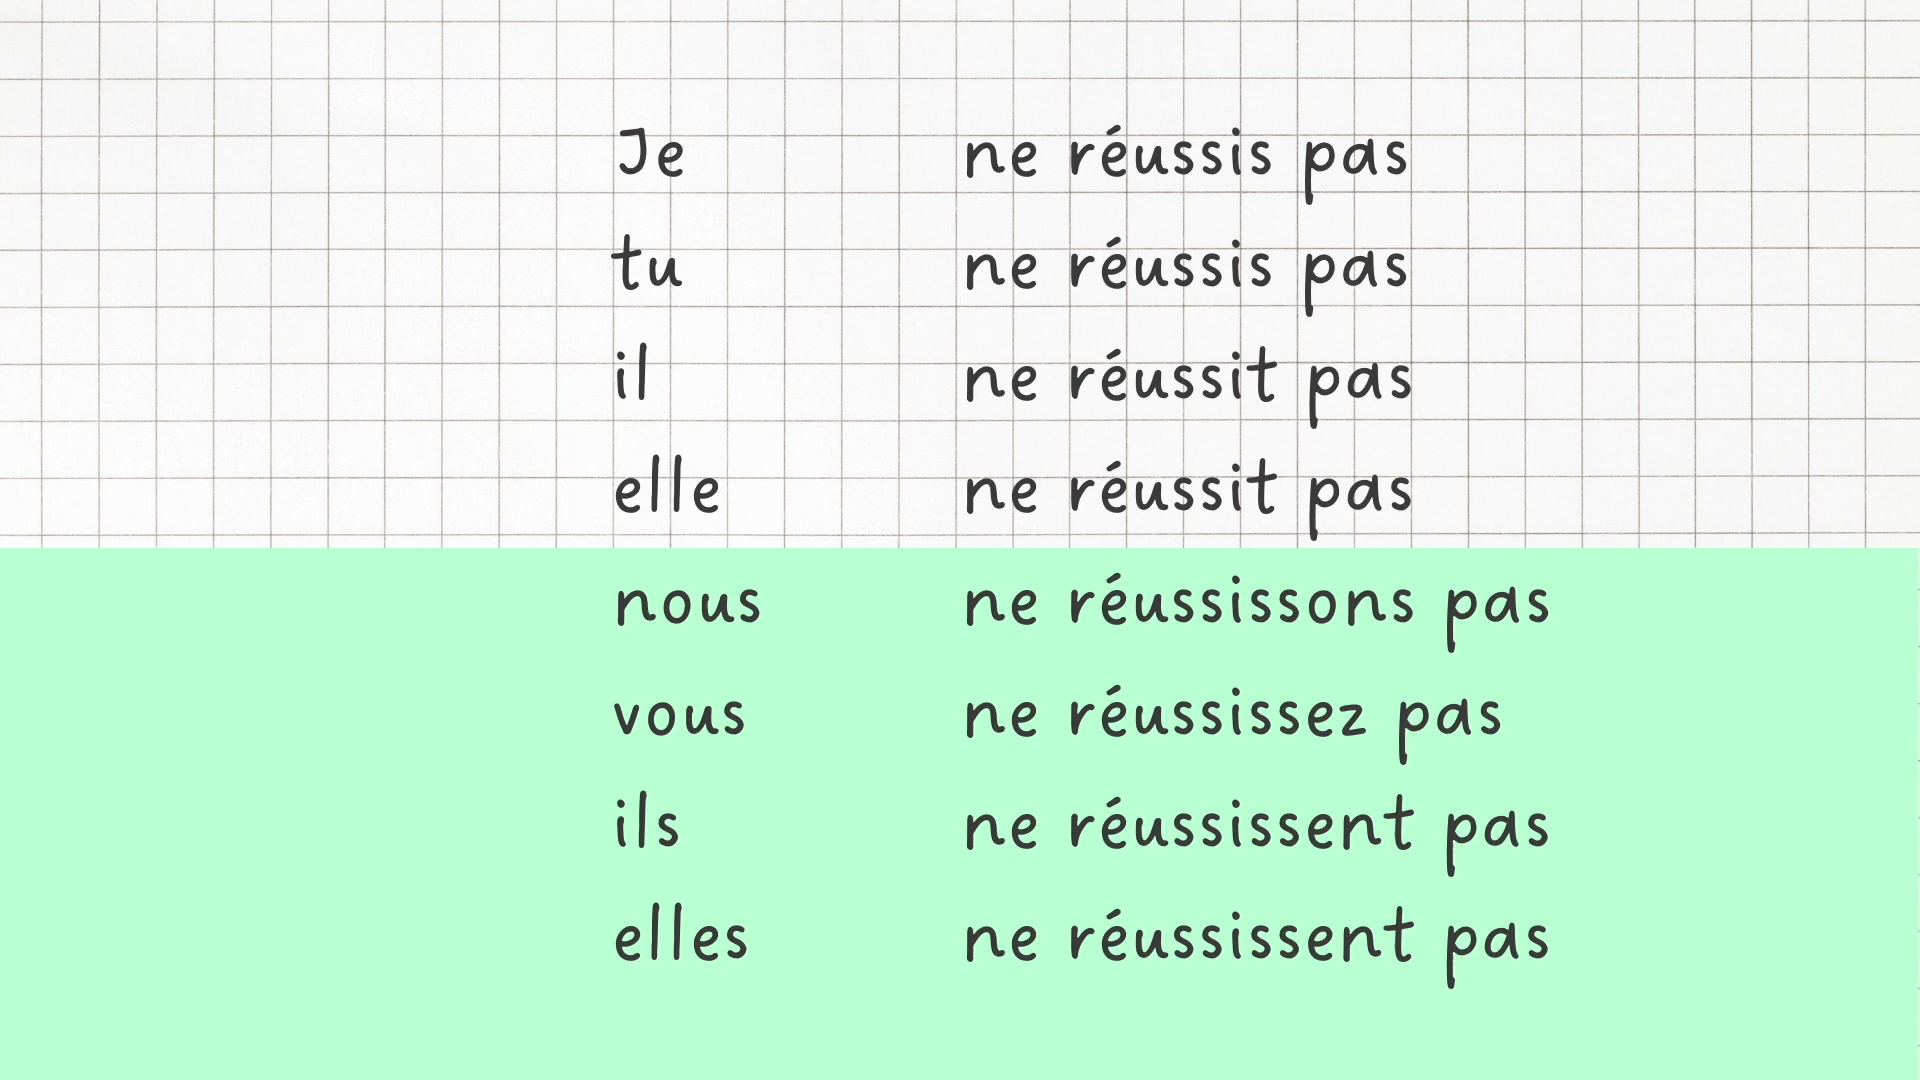 Je ne réussis pas
tu ne réussis pas
il ne réussit pas
elle ne réussit pas
nous ne réussissons pas
vous ne réussissez pas
ils ne réussissent pas
elles ne réussissent pas